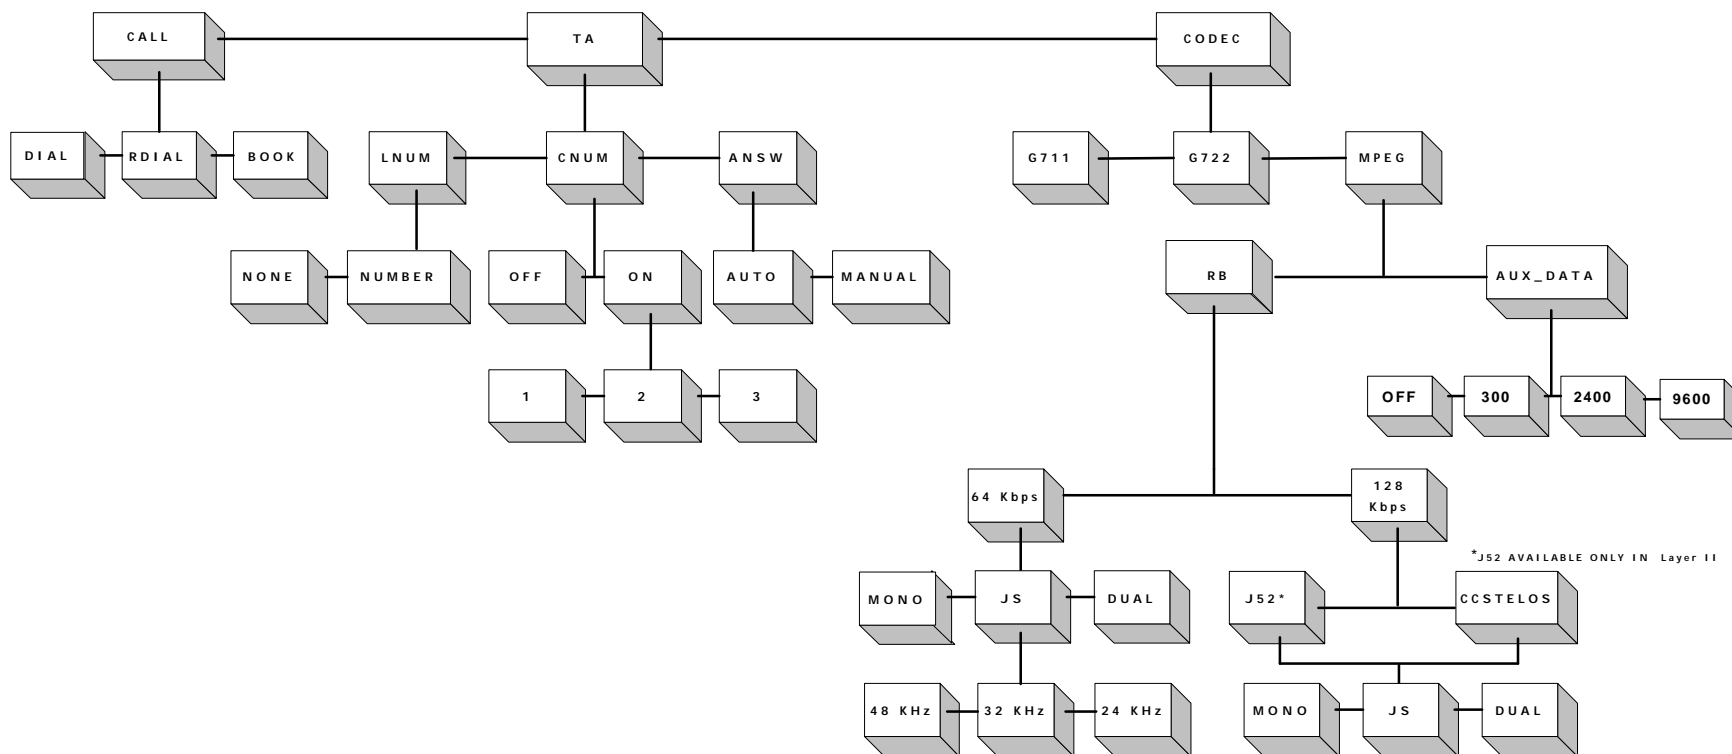 CALL
TA
CODEC
DIAL
RDIAL
BOOK
LNUM
CNUM
ANSW
G711
G722
MPEG
NONE
NUMBER
OFF
ON
AUTO
MANUAL
RB
AUX_DATA
1
2
3
OFF
300
2400
9600
64 Kbps
128
Kbps
*J52 AVAILABLE ONLY IN Layer II
MONO
JS
DUAL
J52*
CCSTELOS
48 KHz
32 KHz
24 KHz
MONO
JS
DUAL